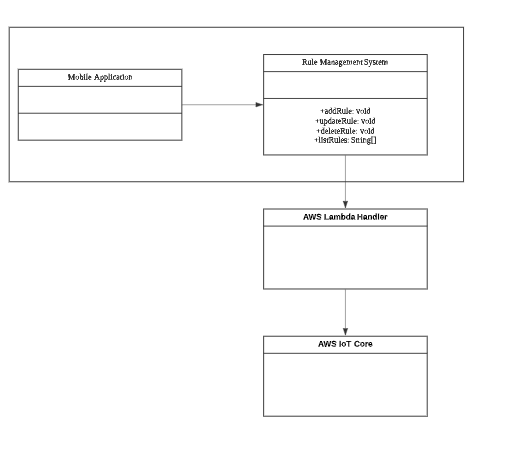 Mobile Application
Rule Management System
+addRule: void
+updateRule: void
+deleteRule: void
+listRules: String[]
AWS Lambda Handler
AWS IoT Core